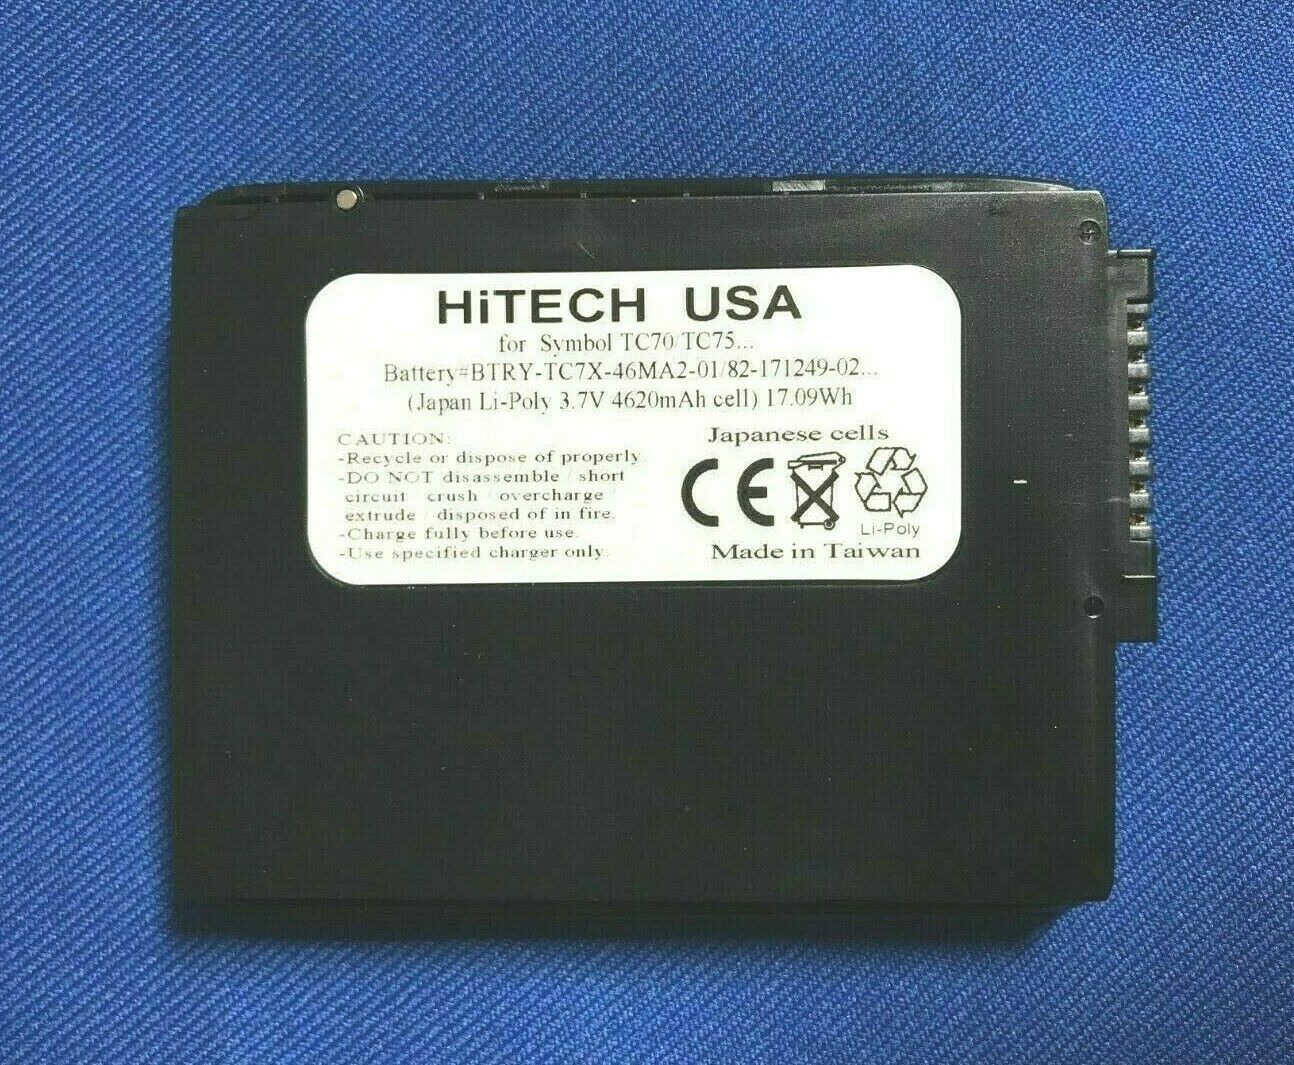 HiTECH USA
for Symbol TC70/TC75...
Battery#BTRY-TC7X-46MA2-01/82-171249-02...
(Japan Li-Poly 3.7V 4620mAh cell) 17.09Wh
CAUTION:
-Recycle or dispose of properly.
-DO NOT disassemble / short
circuit / crush / overcharge /
extrude / disposed of in fire.
-Charge fully before use.
-Use specified charger only.
Japanese cells
CE
Li-Poly
Made in Taiwan